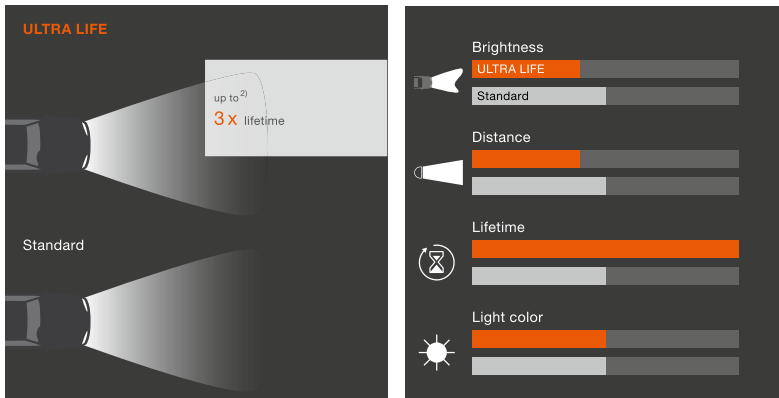 ULTRA LIFE
up to 2)
3 x lifetime
Standard
Brightness
ULTRA LIFE
Standard
Distance
Lifetime
Light color